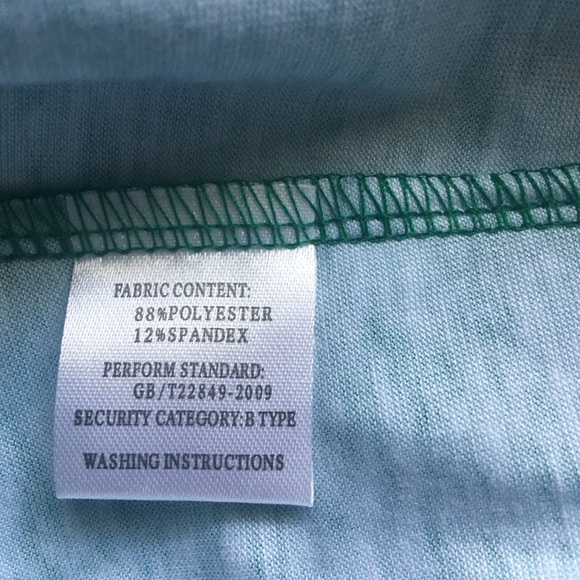 FABRIC CONTENT:
88%POLYESTER
12%SPANDEX
PERFORM STANDARD:
GB/T22849-2009
SECURITY CATEGORY:B TYPE
WASHING INSTRUCTIONS